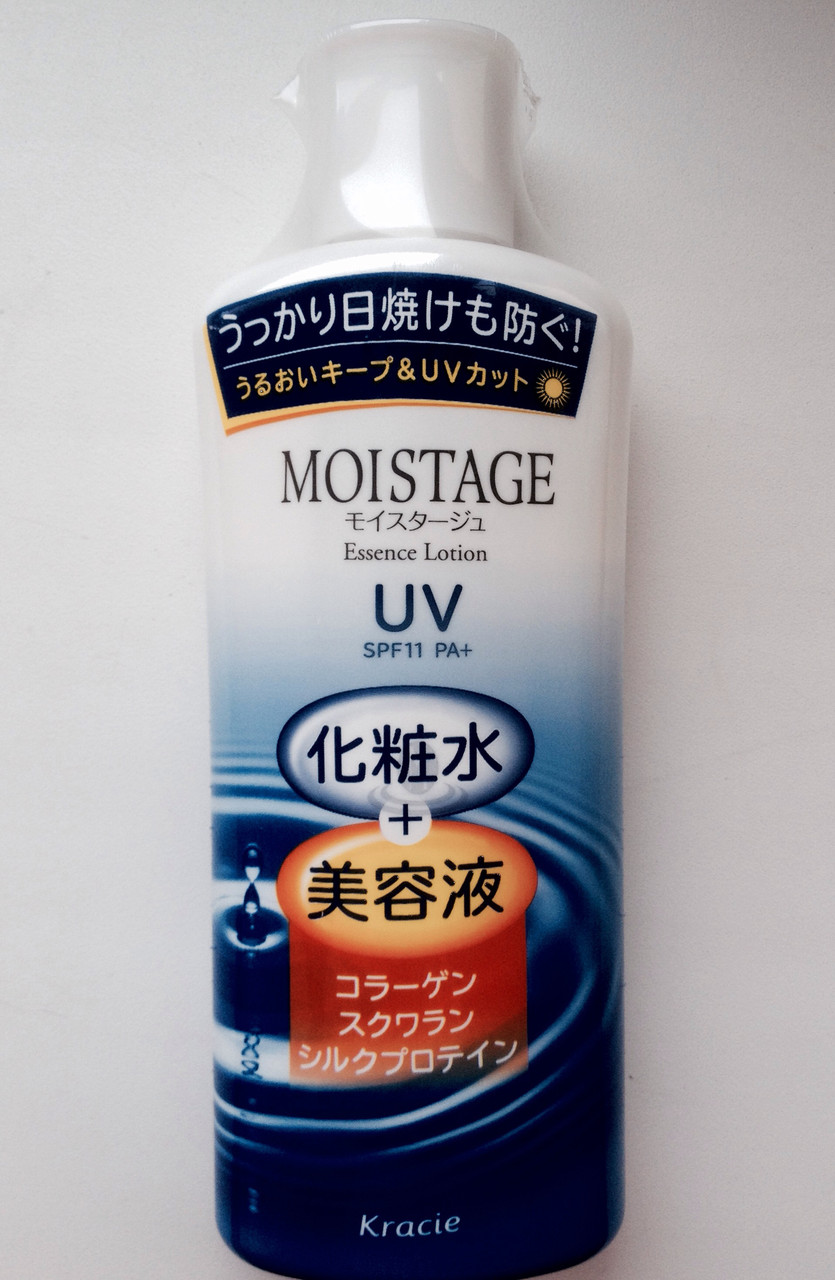 うっかり日焼けも防ぐ!
うるおいキープ&UVカット
MOISTAGE
モイスタージュ
Essence Lotion
UV
SPF11 PA+
化粧水
+
美容液
コラーゲン
スクワラン
シルクプロテイン
Kracie